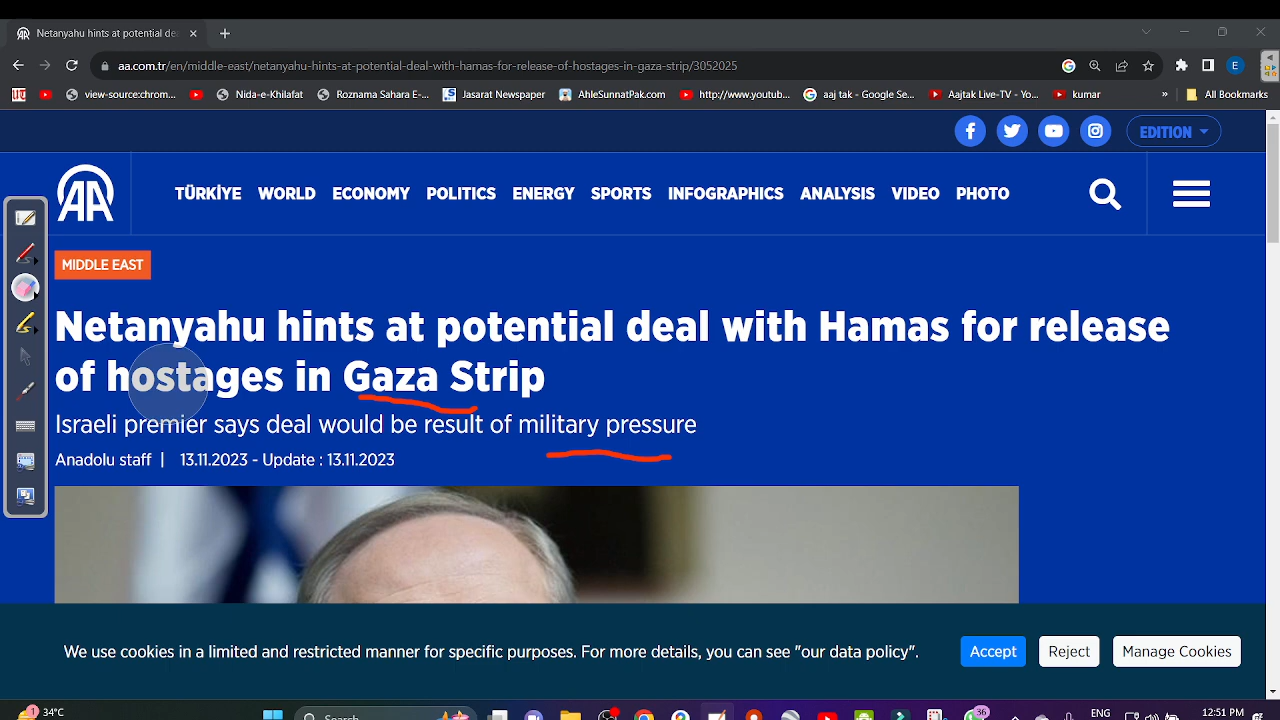 Netanyahu hints at potential de
aa.com.tr/en/middle-east/netanyahu-hints-at-potential-deal-with-hamas-for-release-of-hostages-in-gaza-strip/3052025
E
view-source:chrom...
Nida-e-Khilafat
Roznama Sahara E-...
Jasarat Newspaper
AhleSunnatPak.com
http://www.youtub...
aaj tak - Google Se...
Aajtak Live-TV - Yo...
kumar
»
All Bookmarks
EDITION
AA
TÜRKİYE WORLD ECONOMY POLITICS ENERGY SPORTS INFOGRAPHICS ANALYSIS VIDEO PHOTO
MIDDLE EAST
Netanyahu hints at potential deal with Hamas for release
of hostages in Gaza Strip
Israeli premier says deal would be result of military pressure
Anadolu staff | 13.11.2023 - Update : 13.11.2023
We use cookies in a limited and restricted manner for specific purposes. For more details, you can see "our data policy".
Accept
Reject
Manage Cookies
1
34°C
Search
36
ENG
12:51 PM